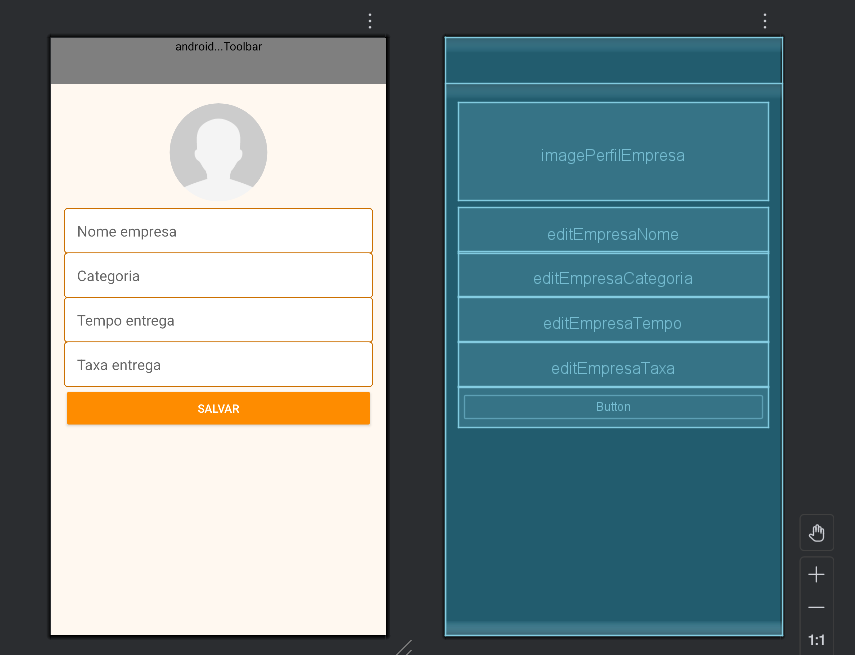 android...Toolbar
Nome empresa
Categoria
Tempo entrega
Taxa entrega
SALVAR
imagePerfilEmpresa
editEmpresaNome
editEmpresaCategoria
editEmpresaTempo
editEmpresaTaxa
Button
1:1